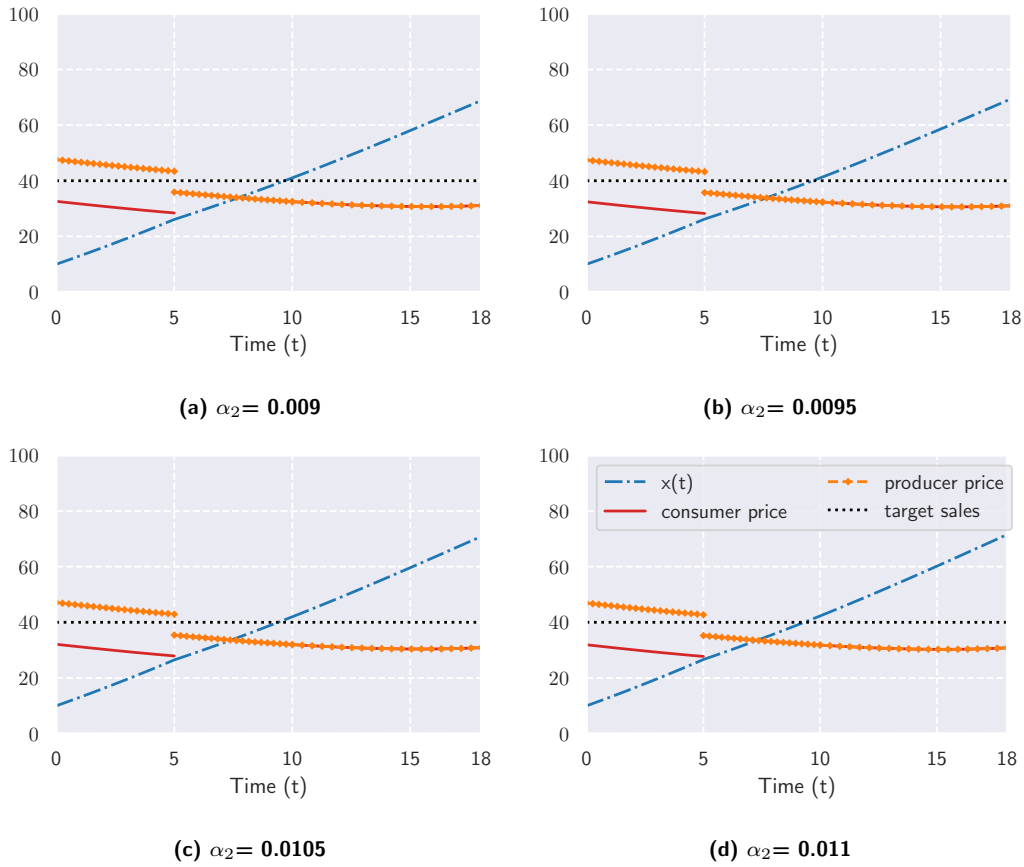 100
80
60
40
20
0
0 5 10 15 18
Time (t)
(a) α₂= 0.009
100
80
60
40
20
0
0 5 10 15 18
Time (t)
(b) α₂= 0.0095
100
80
60
40
20
0
0 5 10 15 18
Time (t)
(c) α₂= 0.0105
100
80
60
40
20
0
x(t)
consumer price
producer price
target sales
0 5 10 15 18
Time (t)
(d) α₂= 0.011